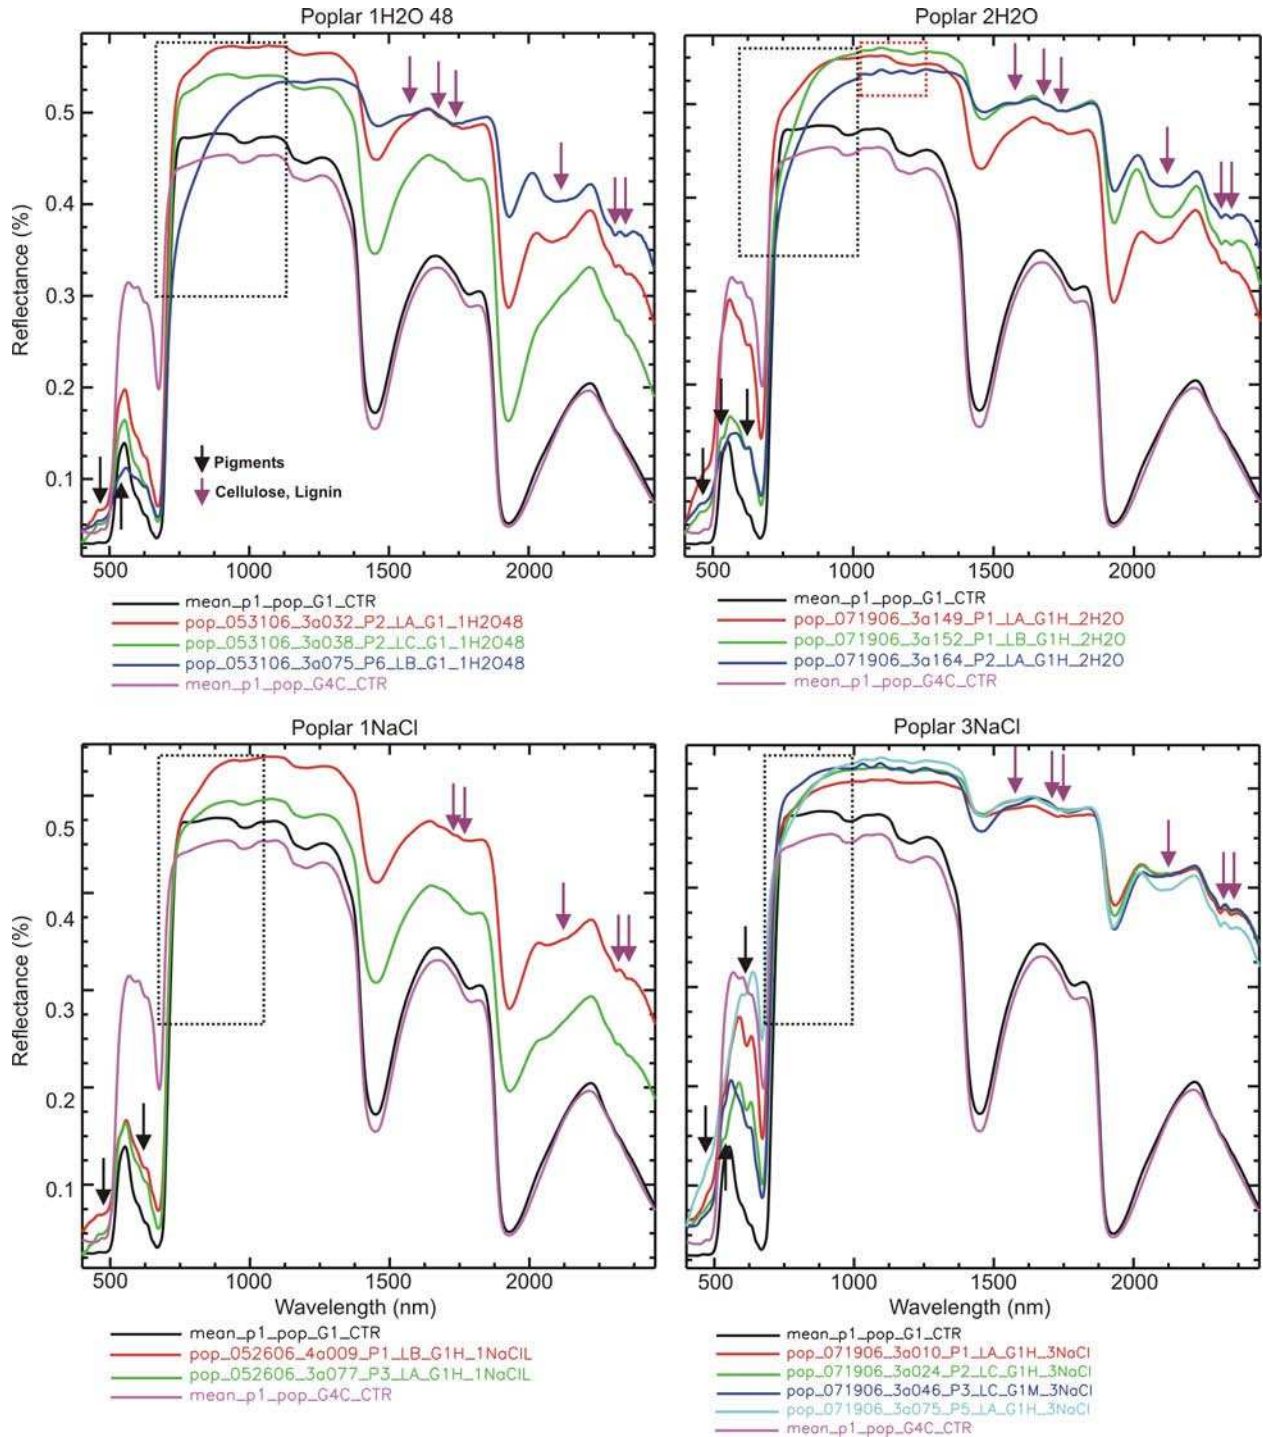 Poplar 1H2O 48
Poplar 2H2O
Reflectance (%)
0.5
0.4
0.3
0.2
0.1
Pigments
Cellulose, Lignin
500 1000 1500 2000
500 1000 1500 2000
mean_p1_pop_G1_CTR
pop_053106_3a032_P2_LA_G1_1H2O48
pop_053106_3a038_P2_LC_G1_1H2O48
pop_053106_3a075_P6_LB_G1_1H2O48
mean_p1_pop_G4C_CTR
mean_p1_pop_G1_CTR
pop_071906_3a149_P1_LA_G1H_2H2O
pop_071906_3a152_P1_LB_G1H_2H2O
pop_071906_3a164_P2_LA_G1H_2H2O
mean_p1_pop_G4C_CTR
Poplar 1NaCl
Poplar 3NaCl
Reflectance (%)
0.5
0.4
0.3
0.2
0.1
500 1000 1500 2000
500 1000 1500 2000
Wavelength (nm)
Wavelength (nm)
mean_p1_pop_G1_CTR
pop_052606_4a009_P1_LB_G1H_1NaClL
pop_052606_3a077_P3_LA_G1H_1NaClL
mean_p1_pop_G4C_CTR
mean_p1_pop_G1_CTR
pop_071906_3a010_P1_LA_G1H_3NaCl
pop_071906_3a024_P2_LC_G1H_3NaCl
pop_071906_3a046_P3_LC_G1M_3NaCl
pop_071906_3a075_P5_LA_G1H_3NaCl
mean_p1_pop_G4C_CTR